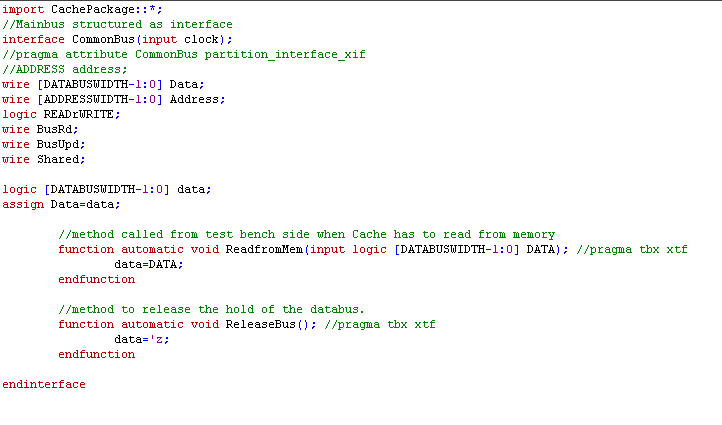 import CachePackage::*;
//Mainbus structured as interface
interface CommonBus(input clock);
//pragma attribute CommonBus partition_interface_xif
//ADDRESS address;
wire [DATABUSWIDTH-1:0] Data;
wire [ADDRESSWIDTH-1:0] Address;
logic READrWRITE;
wire BusRd;
wire BusUpd;
wire Shared;
logic [DATABUSWIDTH-1:0] data;
assign Data=data;
//method called from test bench side when Cache has to read from memory
function automatic void ReadfromMem(input logic [DATABUSWIDTH-1:0] DATA); //pragma tbx xtf
data=DATA;
endfunction
//method to release the hold of the databus.
function automatic void ReleaseBus(); //pragma tbx xtf
data='z;
endfunction
endinterface